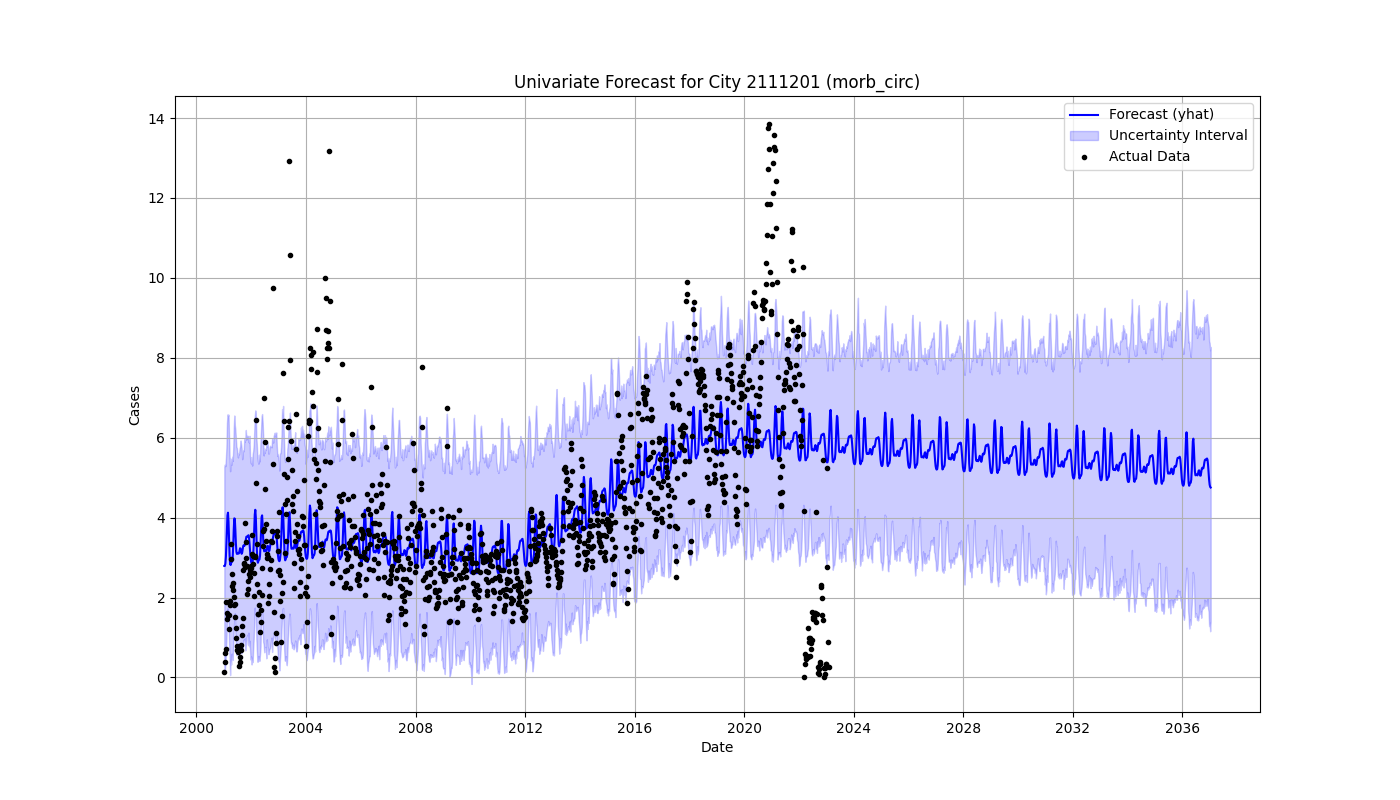 Univariate Forecast for City 2111201 (morb_circ)
Forecast (yhat)
Uncertainty Interval
Actual Data
Cases
14
12
10
8
6
4
2
0
2000 2004 2008 2012 2016 2020 2024 2028 2032 2036
Date